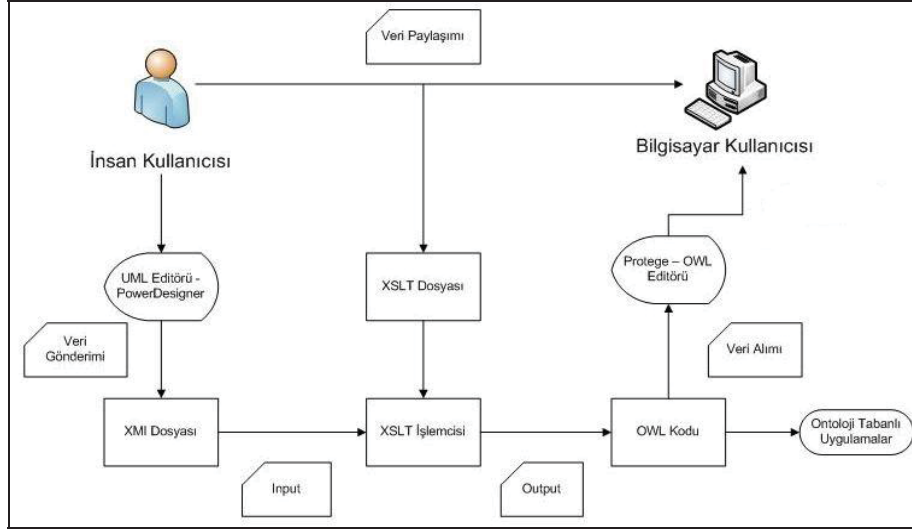 Veri Paylaşımı
İnsan Kullanıcısı
Bilgisayar Kullanıcısı
UML Editörü -
PowerDesigner
XSLT Dosyası
Protege – OWL
Editörü
Veri
Gönderimi
Veri Alımı
XMI Dosyası
XSLT İşlemcisi
OWL Kodu
Ontoloji Tabanlı
Uygulamalar
Input
Output